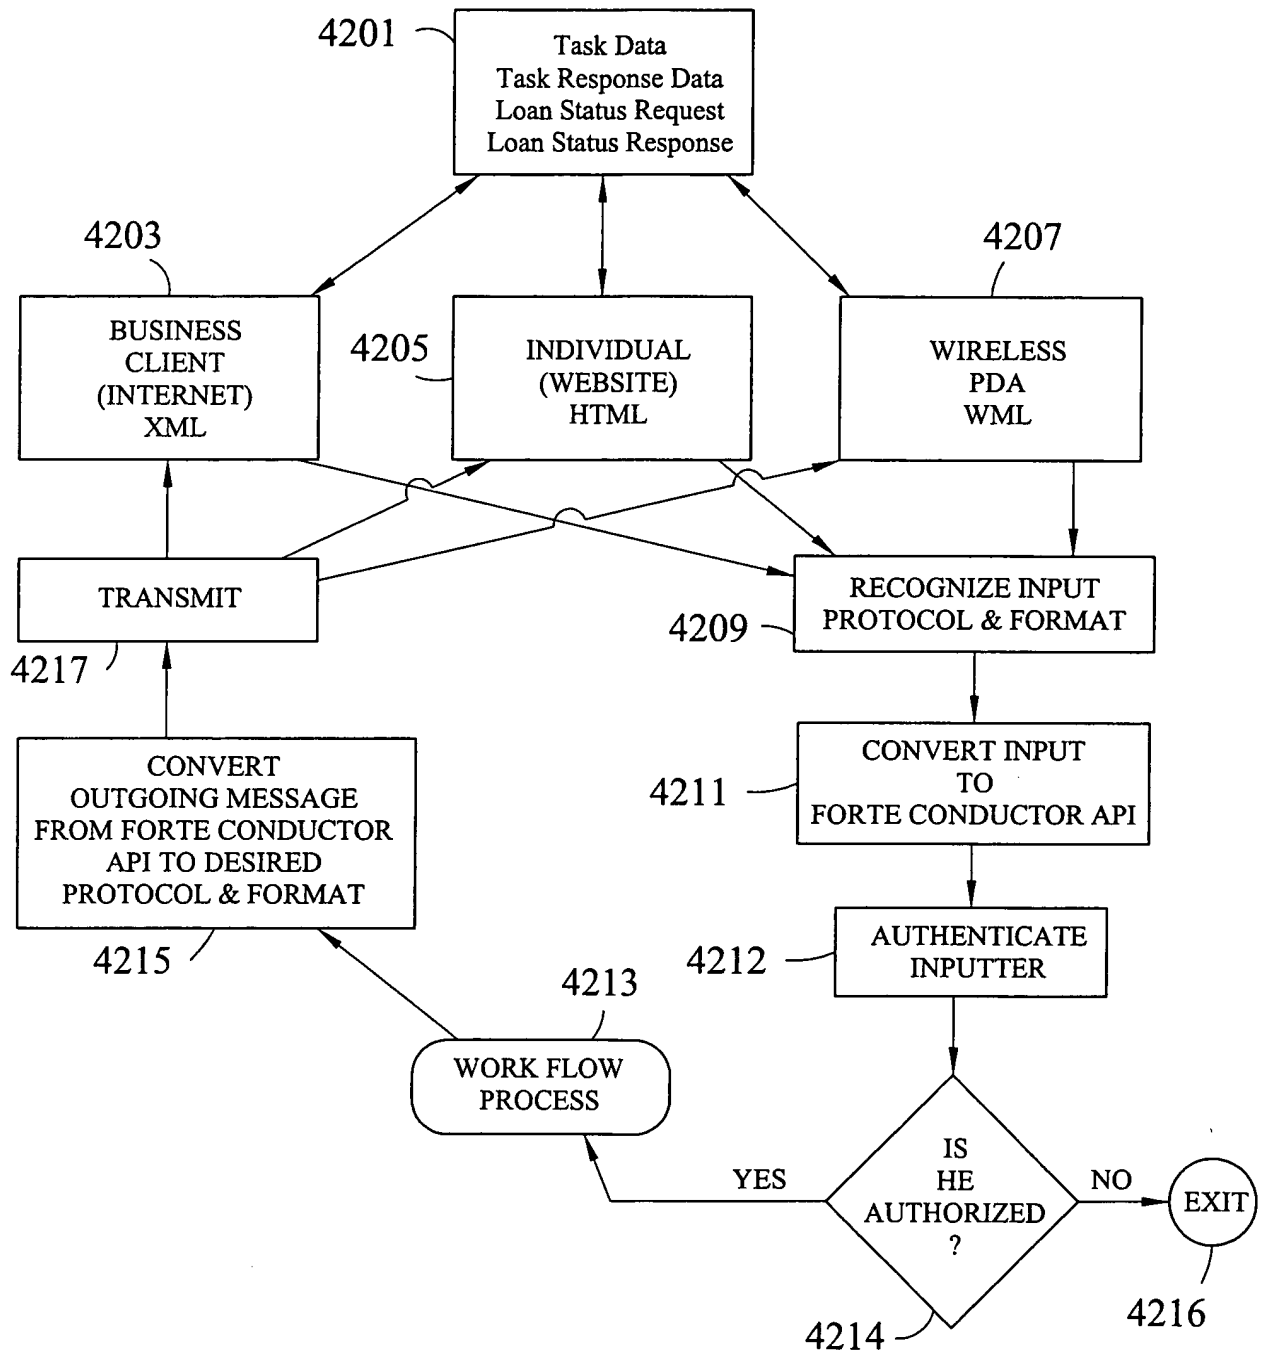 4201
Task Data
Task Response Data
Loan Status Request
Loan Status Response
4203
BUSINESS
CLIENT
(INTERNET)
XML
4205
INDIVIDUAL
(WEBSITE)
HTML
4207
WIRELESS
PDA
WML
TRANSMIT
4217
RECOGNIZE INPUT
PROTOCOL & FORMAT
4209
CONVERT INPUT
TO
FORTE CONDUCTOR API
4211
CONVERT
OUTGOING MESSAGE
FROM FORTE CONDUCTOR
API TO DESIRED
PROTOCOL & FORMAT
4215
AUTHENTICATE
INPUTTER
4212
4213
WORK FLOW
PROCESS
YES
IS
HE
AUTHORIZED
?
NO
EXIT
4214
4216